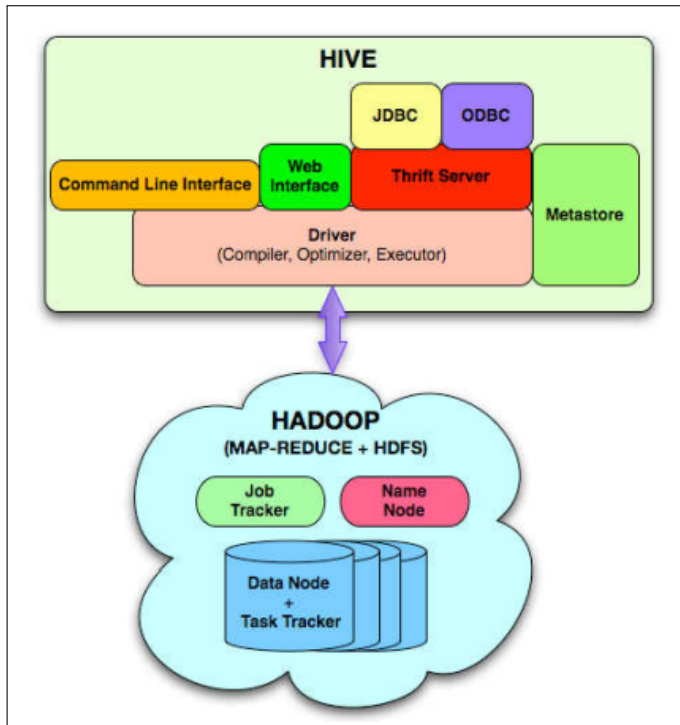 HIVE
JDBC
ODBC
Command Line Interface
Web
Interface
Thrift Server
Metastore
Driver
(Compiler, Optimizer, Executor)
HADOOP
(MAP-REDUCE + HDFS)
Job
Tracker
Name
Node
Data Node
+
Task Tracker